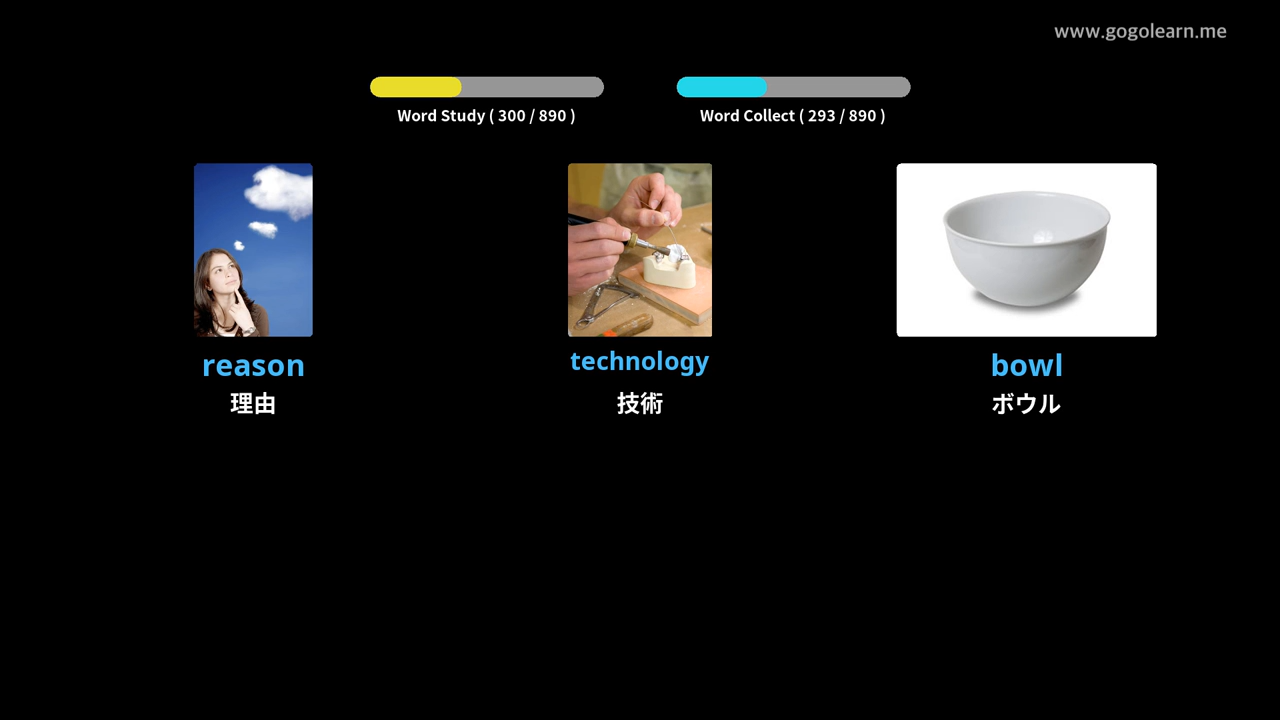 www.gogolearn.me
Word Study ( 300 / 890 )
Word Collect ( 293 / 890 )
reason
理由
technology
技術
bowl
ボウル